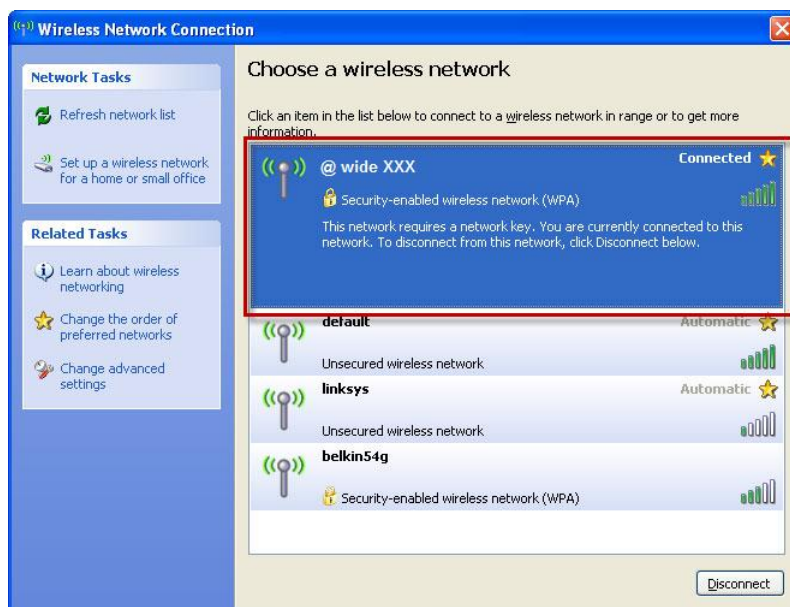 Wireless Network Connection
Network Tasks
Refresh network list
Set up a wireless network
for a home or small office
Related Tasks
Learn about wireless
networking
Change the order of
preferred networks
Change advanced
settings
Choose a wireless network
Click an item in the list below to connect to a wireless network in range or to get more
information.
@ wide XXX
Connected
Security-enabled wireless network (WPA)
This network requires a network key. You are currently connected to this
network. To disconnect from this network, click Disconnect below.
default
Automatic
Unsecured wireless network
linksys
Automatic
Unsecured wireless network
belkin54g
Security-enabled wireless network (WPA)
Disconnect